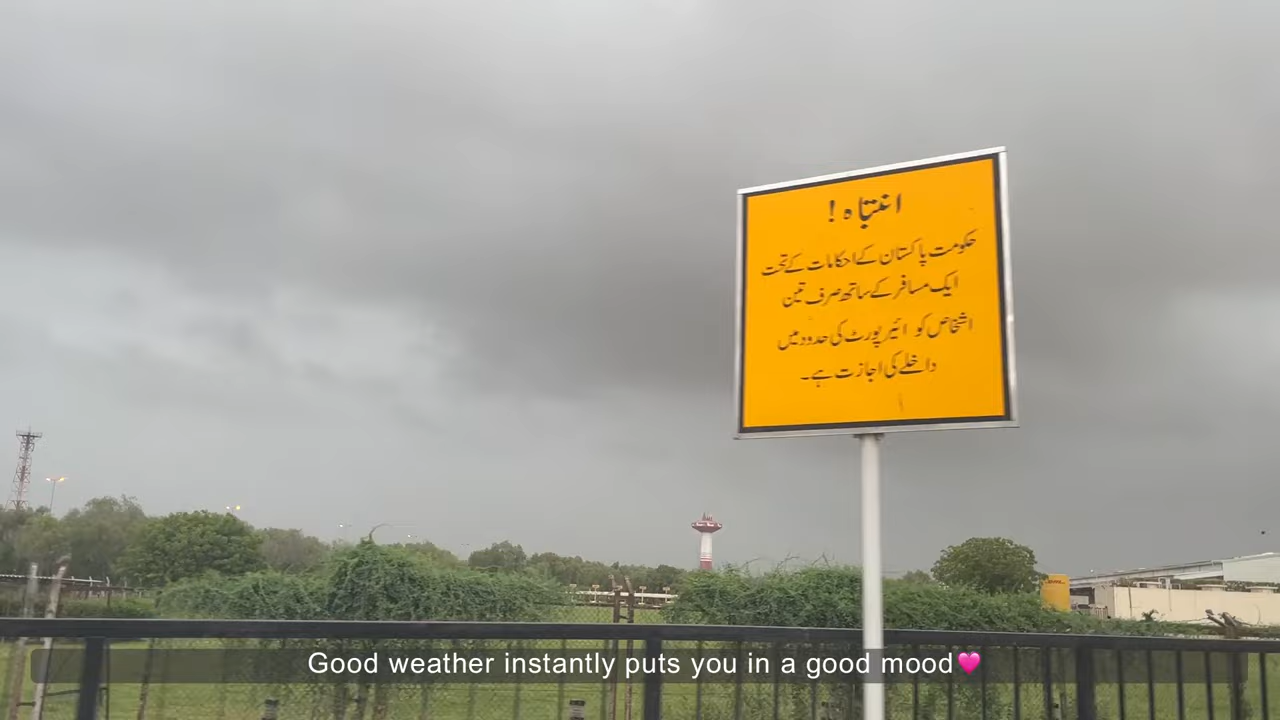 انتباہ!
حکومت پاکستان کے احکامات کے تحت
ایک مسافر کے ساتھ صرف تین
اشخاص کو ائیرپورٹ کی حدود میں
داخلے کی اجازت ہے۔
Good weather instantly puts you in a good mood🩷